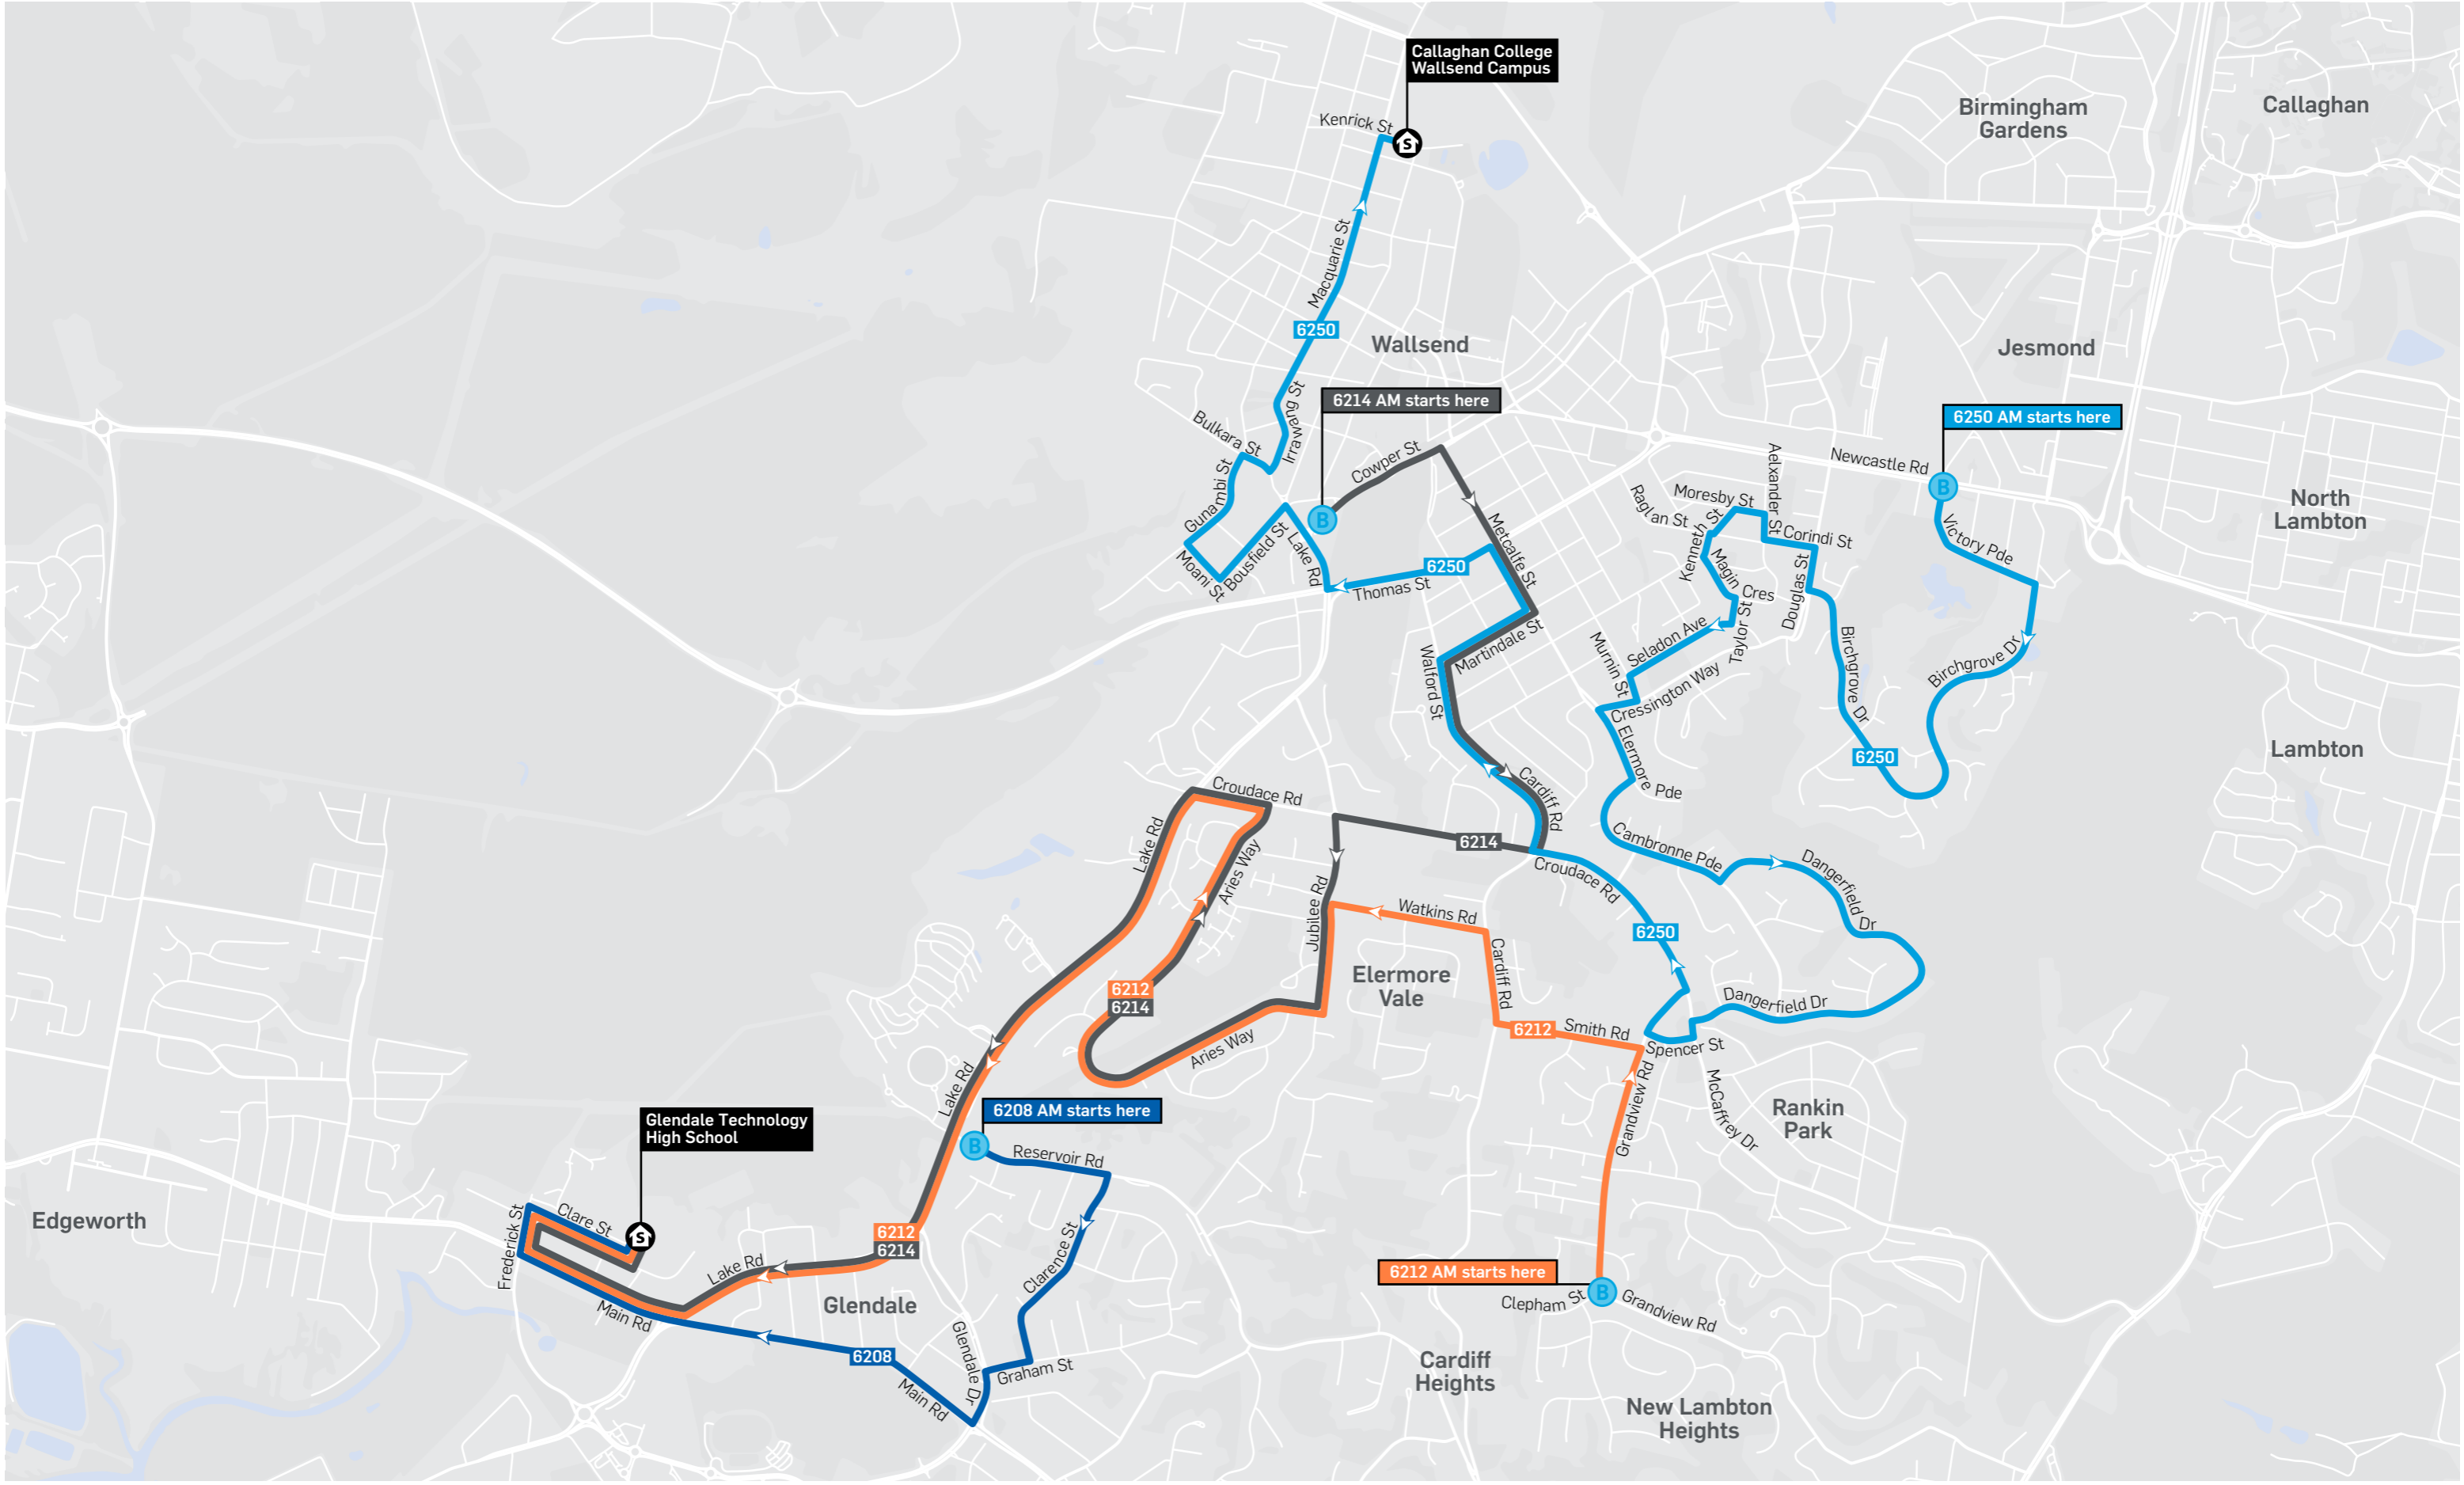 Callaghan College
Wallsend Campus
Kenrick St
Birmingham
Gardens
Callaghan
Macquarie St
6250
Wallsend
Jesmond
6214 AM starts here
6250 AM starts here
Irrawang St
Bulkara St
Gunambi St
Cowper St
B
Newcastle Rd
B
Aelxander St
Moresby St
Raglan St
Kenneth St
Corindi St
North
Lambton
Victory Pde
Metcalfe St
Lake Rd
Bousfield St
Moani St
6250
Thomas St
Magin Cres
Douglas St
Taylor St
Seladon Ave
Murnin St
Martindale St
Walford St
Cressington Way
Birchgrove Dr
Birchgrove Dr
6250
Lambton
Elermore Pde
Cardiff Rd
Croudace Rd
6214
Lake Rd
Aries Way
Cambronne Pde
Dangerfield Dr
Croudace Rd
Jubilee Rd
Watkins Rd
6250
Cardiff Rd
Elermore
Vale
6212
6214
Dangerfield Dr
6212
Smith Rd
Spencer St
Aries Way
Lake Rd
Grandview Rd
McCaffrey Dr
Rankin
Park
6208 AM starts here
B
Reservoir Rd
Glendale Technology
High School
Edgeworth
Frederick St
Clare St
6212
6214
Clarence St
Lake Rd
Glendale
Main Rd
6212 AM starts here
B
Clepham St
Grandview Rd
6208
Glendale Dr
Graham St
Main Rd
Cardiff
Heights
New Lambton
Heights